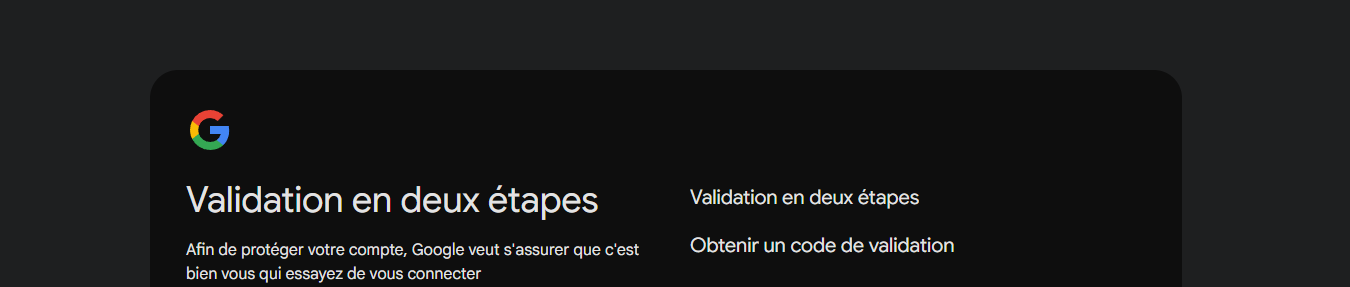 Validation en deux étapes
Afin de protéger votre compte, Google veut s'assurer que c'est
bien vous qui essayez de vous connecter
Validation en deux étapes
Obtenir un code de validation